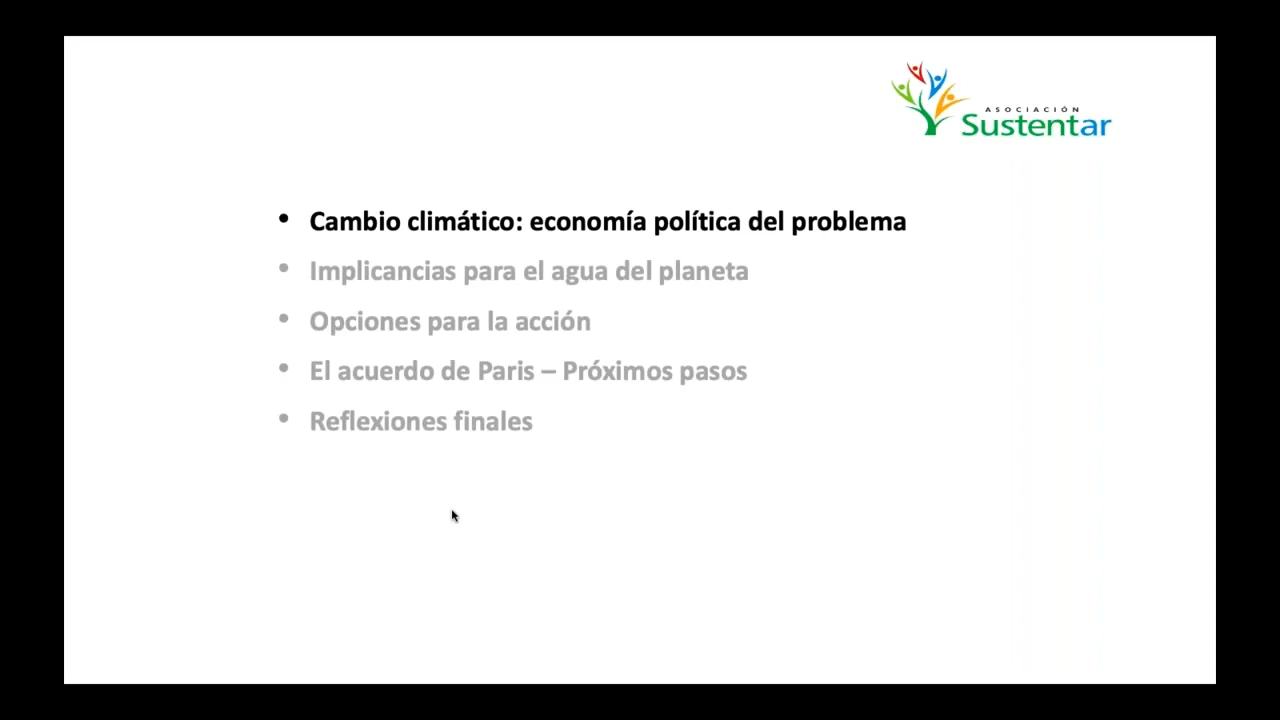 ASOCIACIÓN
Sustentar
• Cambio climático: economía política del problema
• Implicancias para el agua del planeta
• Opciones para la acción
• El acuerdo de Paris – Próximos pasos
• Reflexiones finales